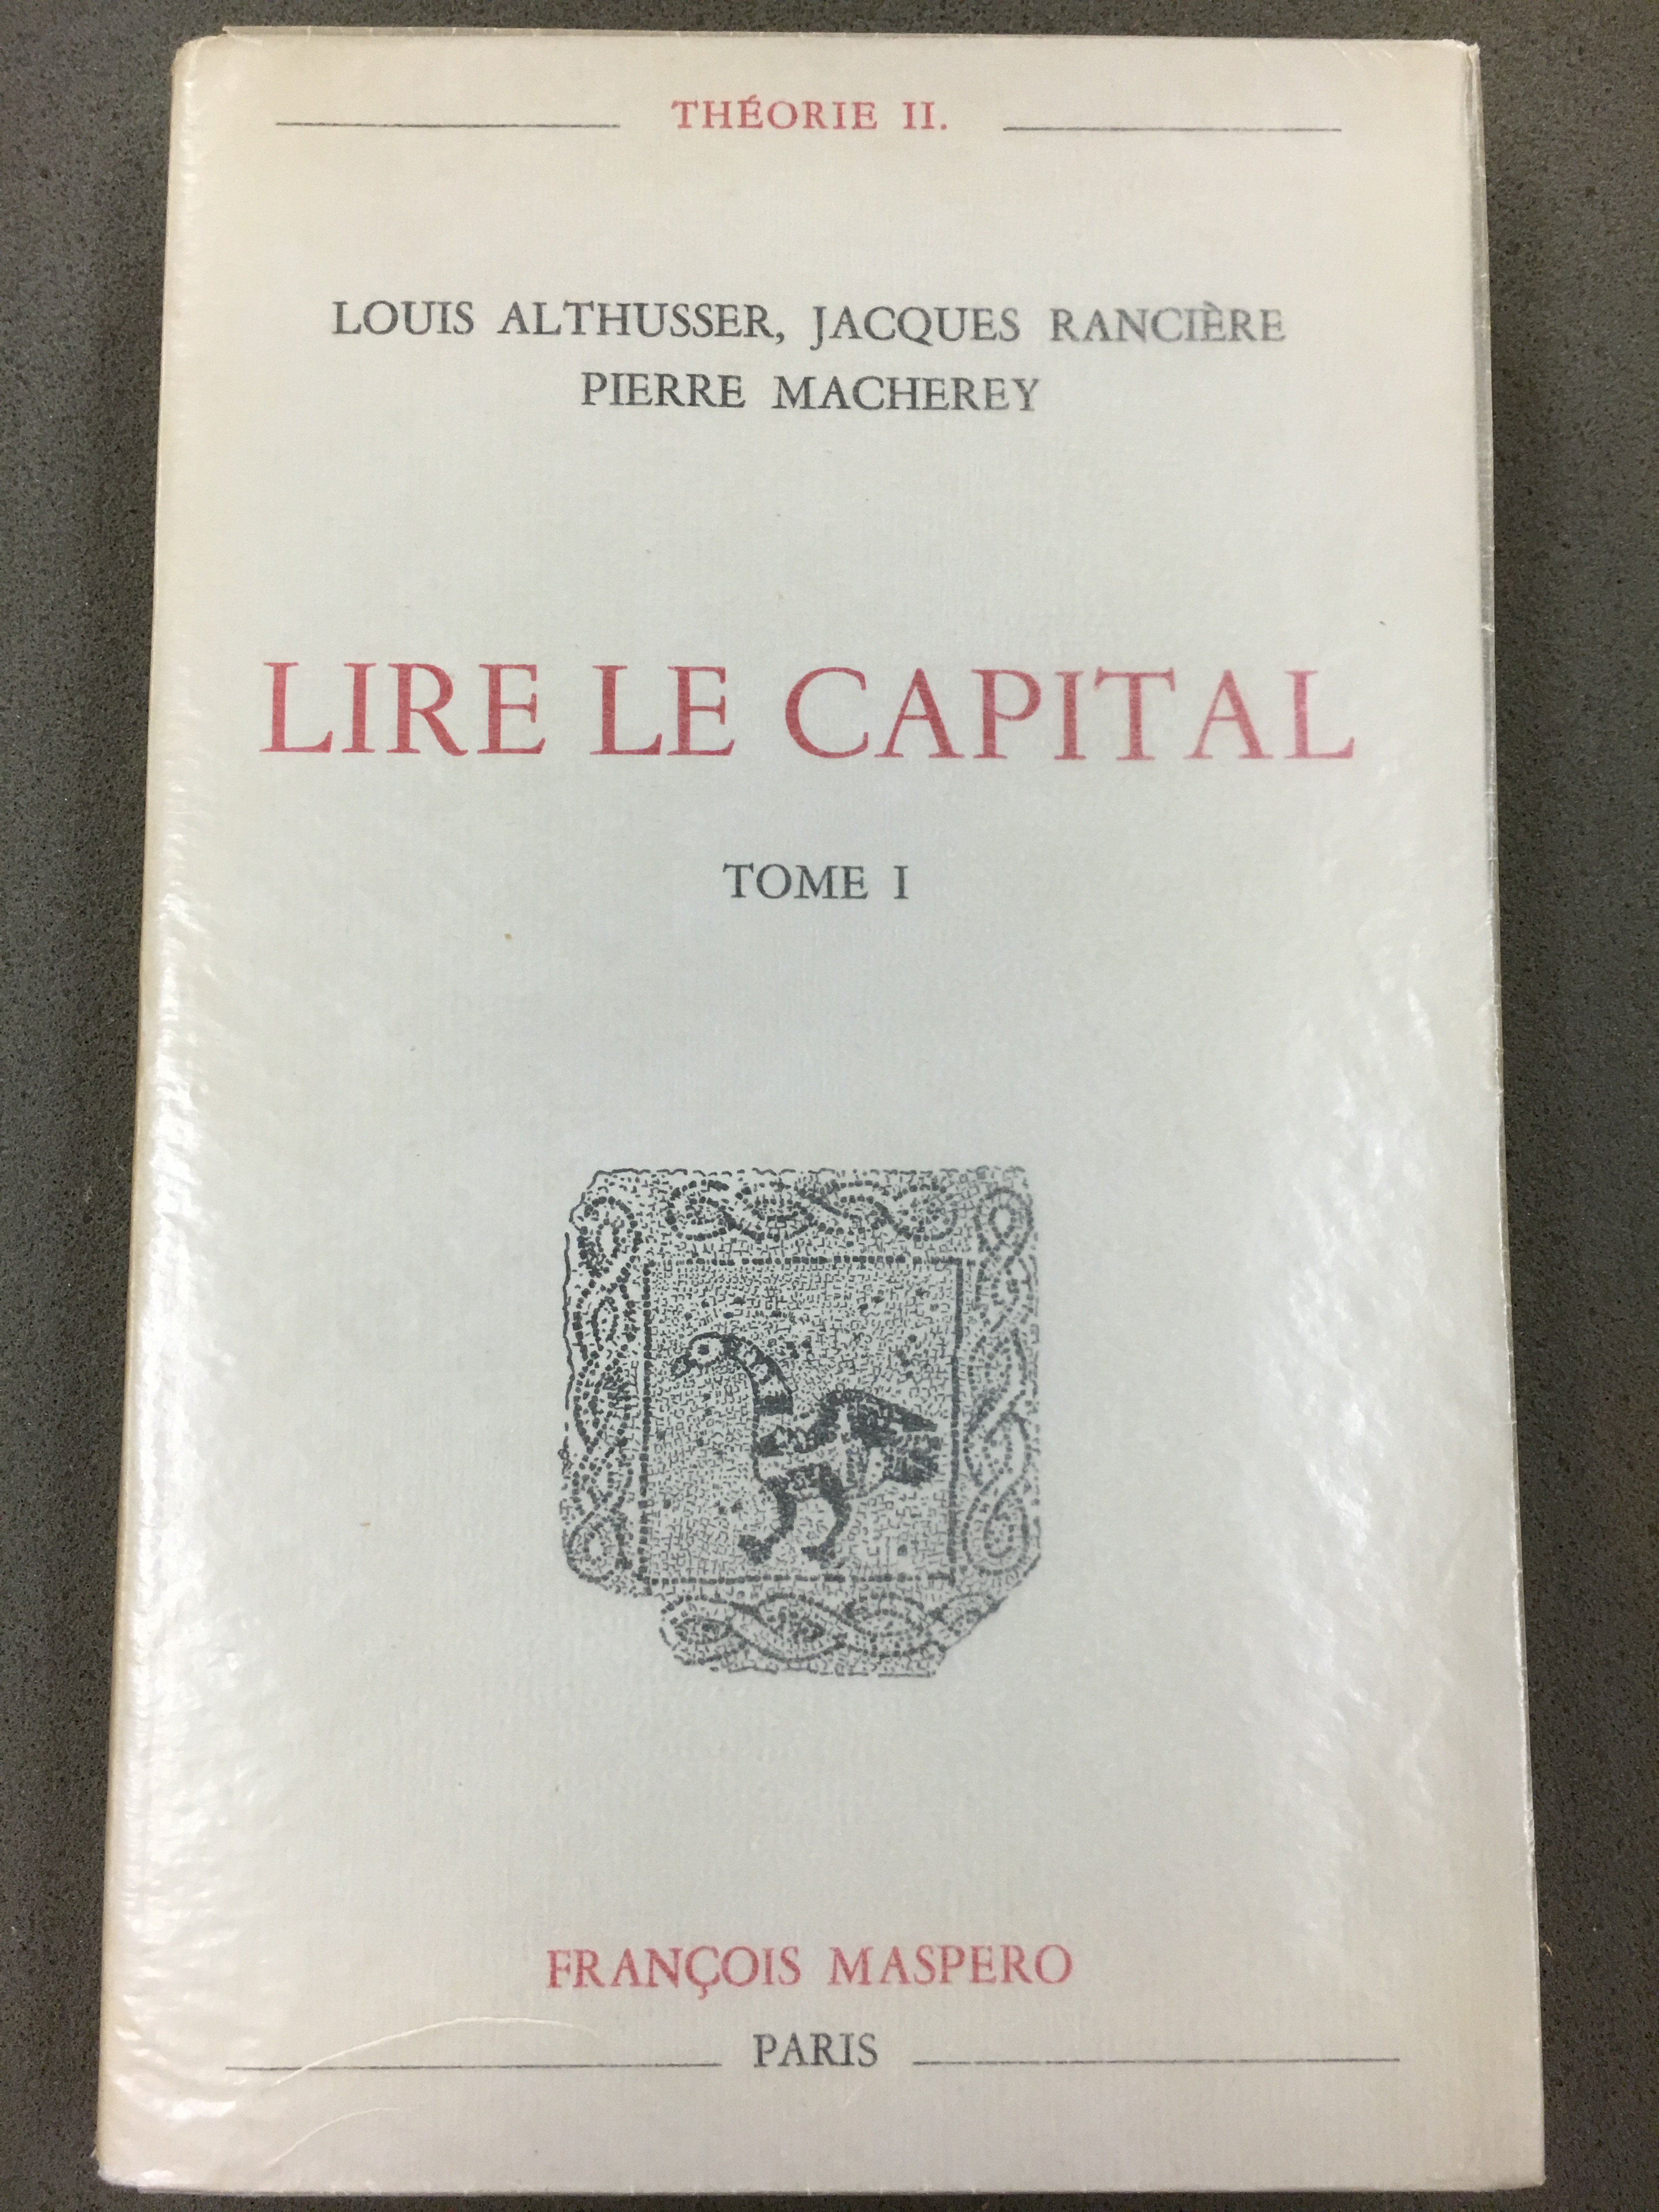 THÉORIE II.
LOUIS ALTHUSSER, JACQUES RANCIÈRE
PIERRE MACHEREY
LIRE LE CAPITAL
TOME I
FRANÇOIS MASPERO
PARIS